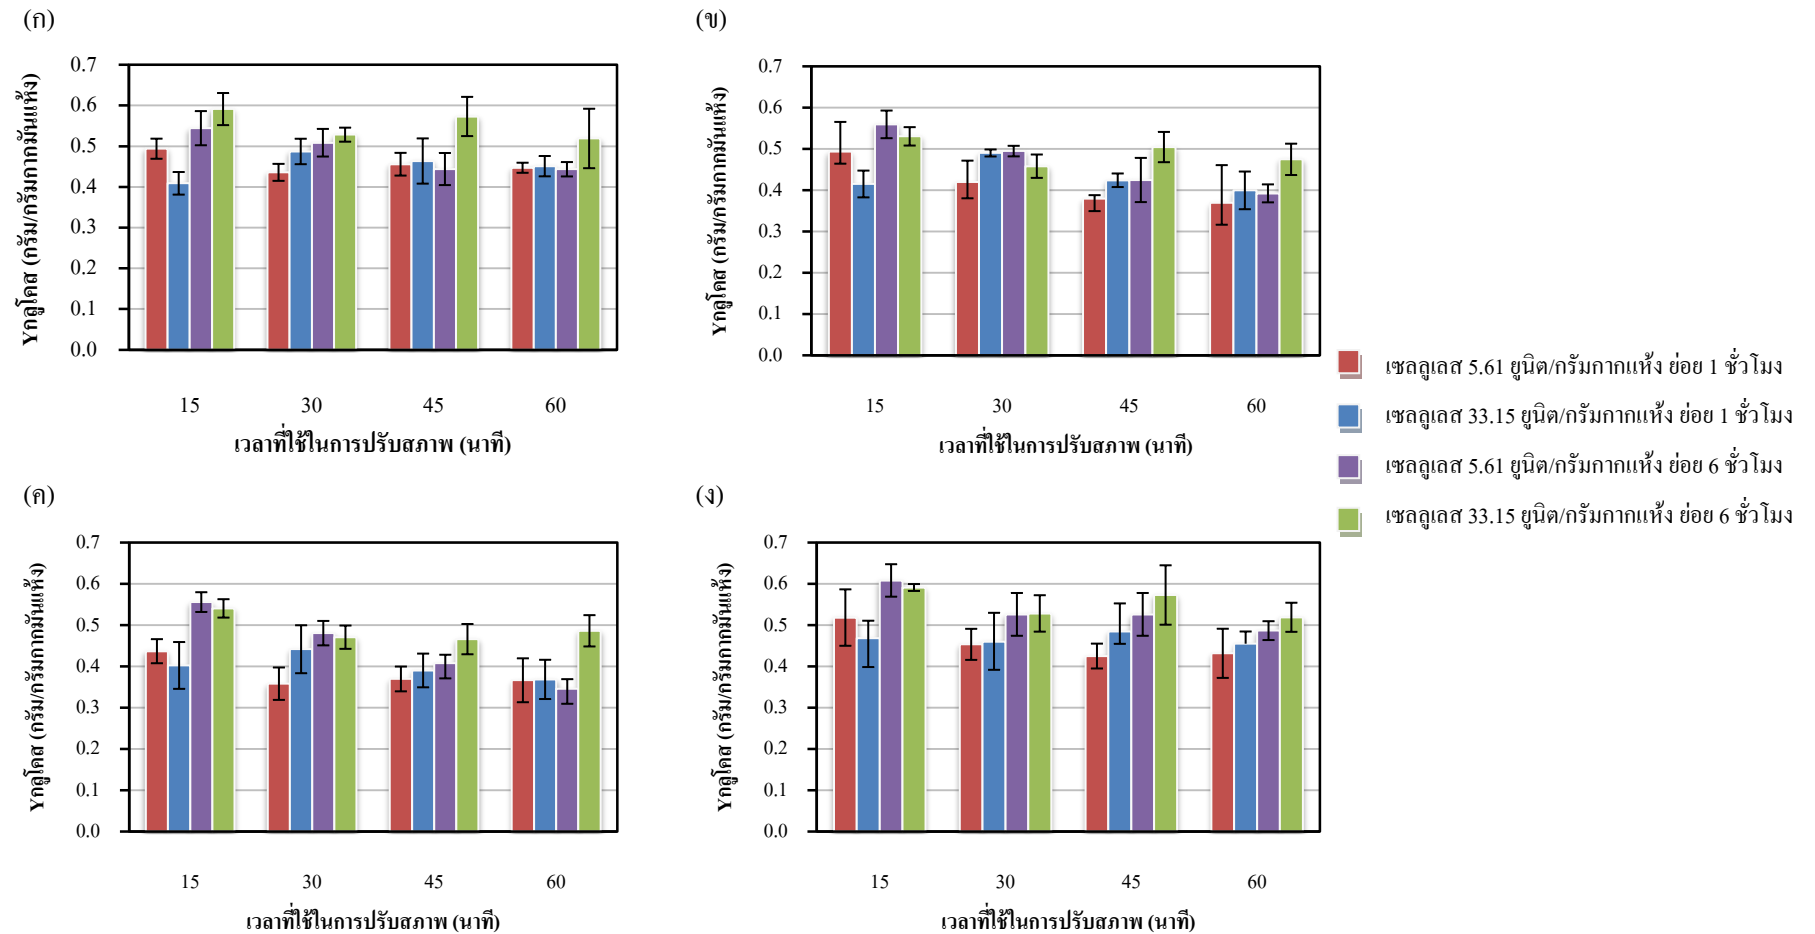 (ก)
0.7
0.6
0.5
0.4
0.3
0.2
0.1
0.0
Yกลูโคส (กรัม/กรัมกากมันแห้ง)
15 30 45 60
เวลาที่ใช้ในการปรับสภาพ (นาที)
(ข)
0.7
0.6
0.5
0.4
0.3
0.2
0.1
0.0
Yกลูโคส (กรัม/กรัมกากมันแห้ง)
15 30 45 60
เวลาที่ใช้ในการปรับสภาพ (นาที)
เซลลูเลส 5.61 ยูนิต/กรัมกากแห้ง ย่อย 1 ชั่วโมง
เซลลูเลส 33.15 ยูนิต/กรัมกากแห้ง ย่อย 1 ชั่วโมง
เซลลูเลส 5.61 ยูนิต/กรัมกากแห้ง ย่อย 6 ชั่วโมง
เซลลูเลส 33.15 ยูนิต/กรัมกากแห้ง ย่อย 6 ชั่วโมง
(ค)
0.7
0.6
0.5
0.4
0.3
0.2
0.1
0.0
Yกลูโคส (กรัม/กรัมกากมันแห้ง)
15 30 45 60
เวลาที่ใช้ในการปรับสภาพ (นาที)
(ง)
0.7
0.6
0.5
0.4
0.3
0.2
0.1
0.0
Yกลูโคส (กรัม/กรัมกากมันแห้ง)
15 30 45 60
เวลาที่ใช้ในการปรับสภาพ (นาที)